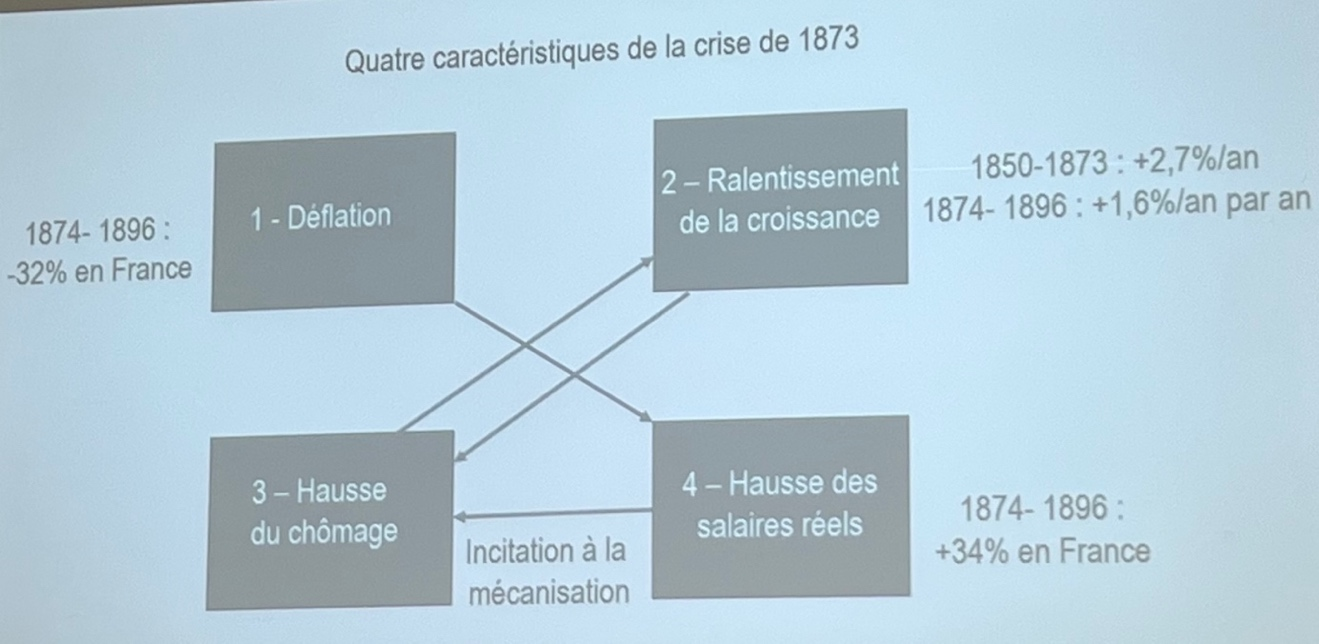 Quatre caractéristiques de la crise de 1873
1874- 1896 :
-32% en France
1 - Déflation
2 – Ralentissement
de la croissance
1850-1873 : +2,7%/an
1874- 1896 : +1,6%/an par an
3 – Hausse
du chômage
Incitation à la
mécanisation
4 – Hausse des
salaires réels
1874- 1896 :
+34% en France